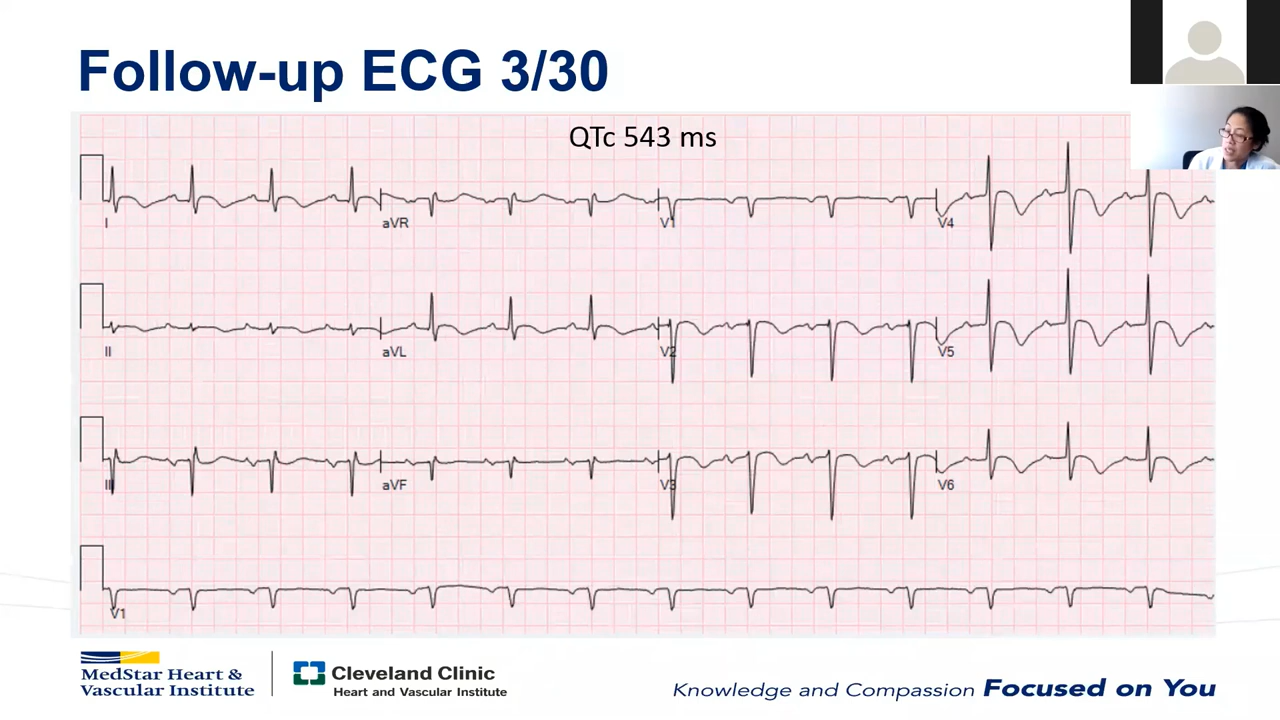 Follow-up ECG 3/30
QTc 543 ms
I
aVR
V1
V4
II
aVL
V2
V5
III
aVF
V3
V6
V1
MedStar Heart &
Vascular Institute
Cleveland Clinic
Heart and Vascular Institute
Knowledge and Compassion Focused on You